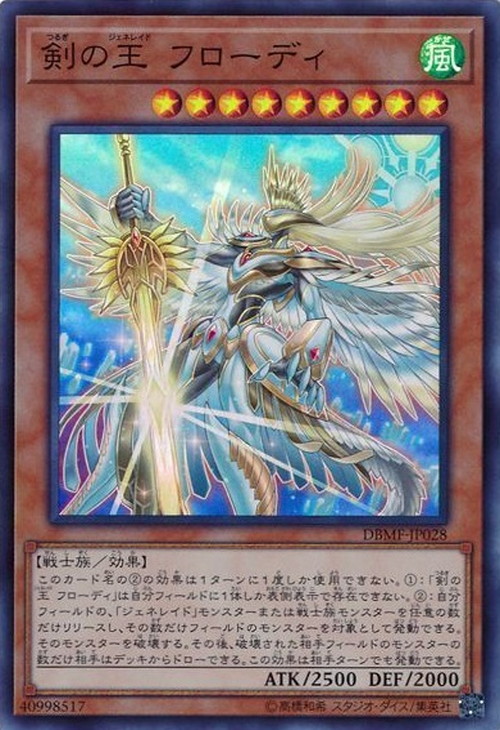 剣の王 フローディ
つるぎ ジェネレイド
風
DBMF-JP028
【戦士族/効果】
このカード名の②の効果は1ターンに1度しか使用できない。①:「剣の
王 フローディ」は自分フィールドに1体しか表側表示で存在できない。②:自分
フィールドの、「ジェネレイド」モンスターまたは戦士族モンスターを任意の数
だけリリースし、その数だけフィールドのモンスターを対象として発動できる。
そのモンスターを破壊する。その後、破壊された相手フィールドのモンスターの
数だけ相手はデッキからドローできる。この効果は相手ターンでも発動できる。
ATK/2500 DEF/2000
40998517
©高橋和希 スタジオ・ダイス/集英社